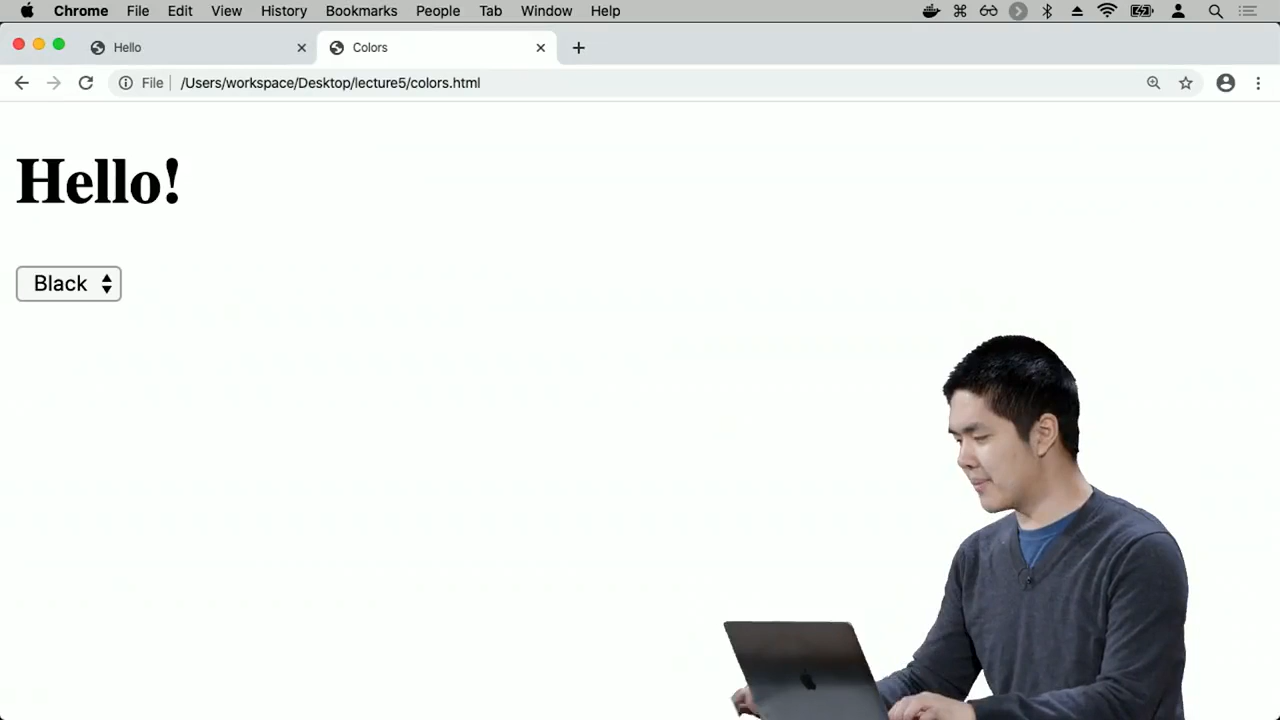 Chrome File Edit View History Bookmarks People Tab Window Help
Hello
Colors
File /Users/workspace/Desktop/lecture5/colors.html
Hello!
Black